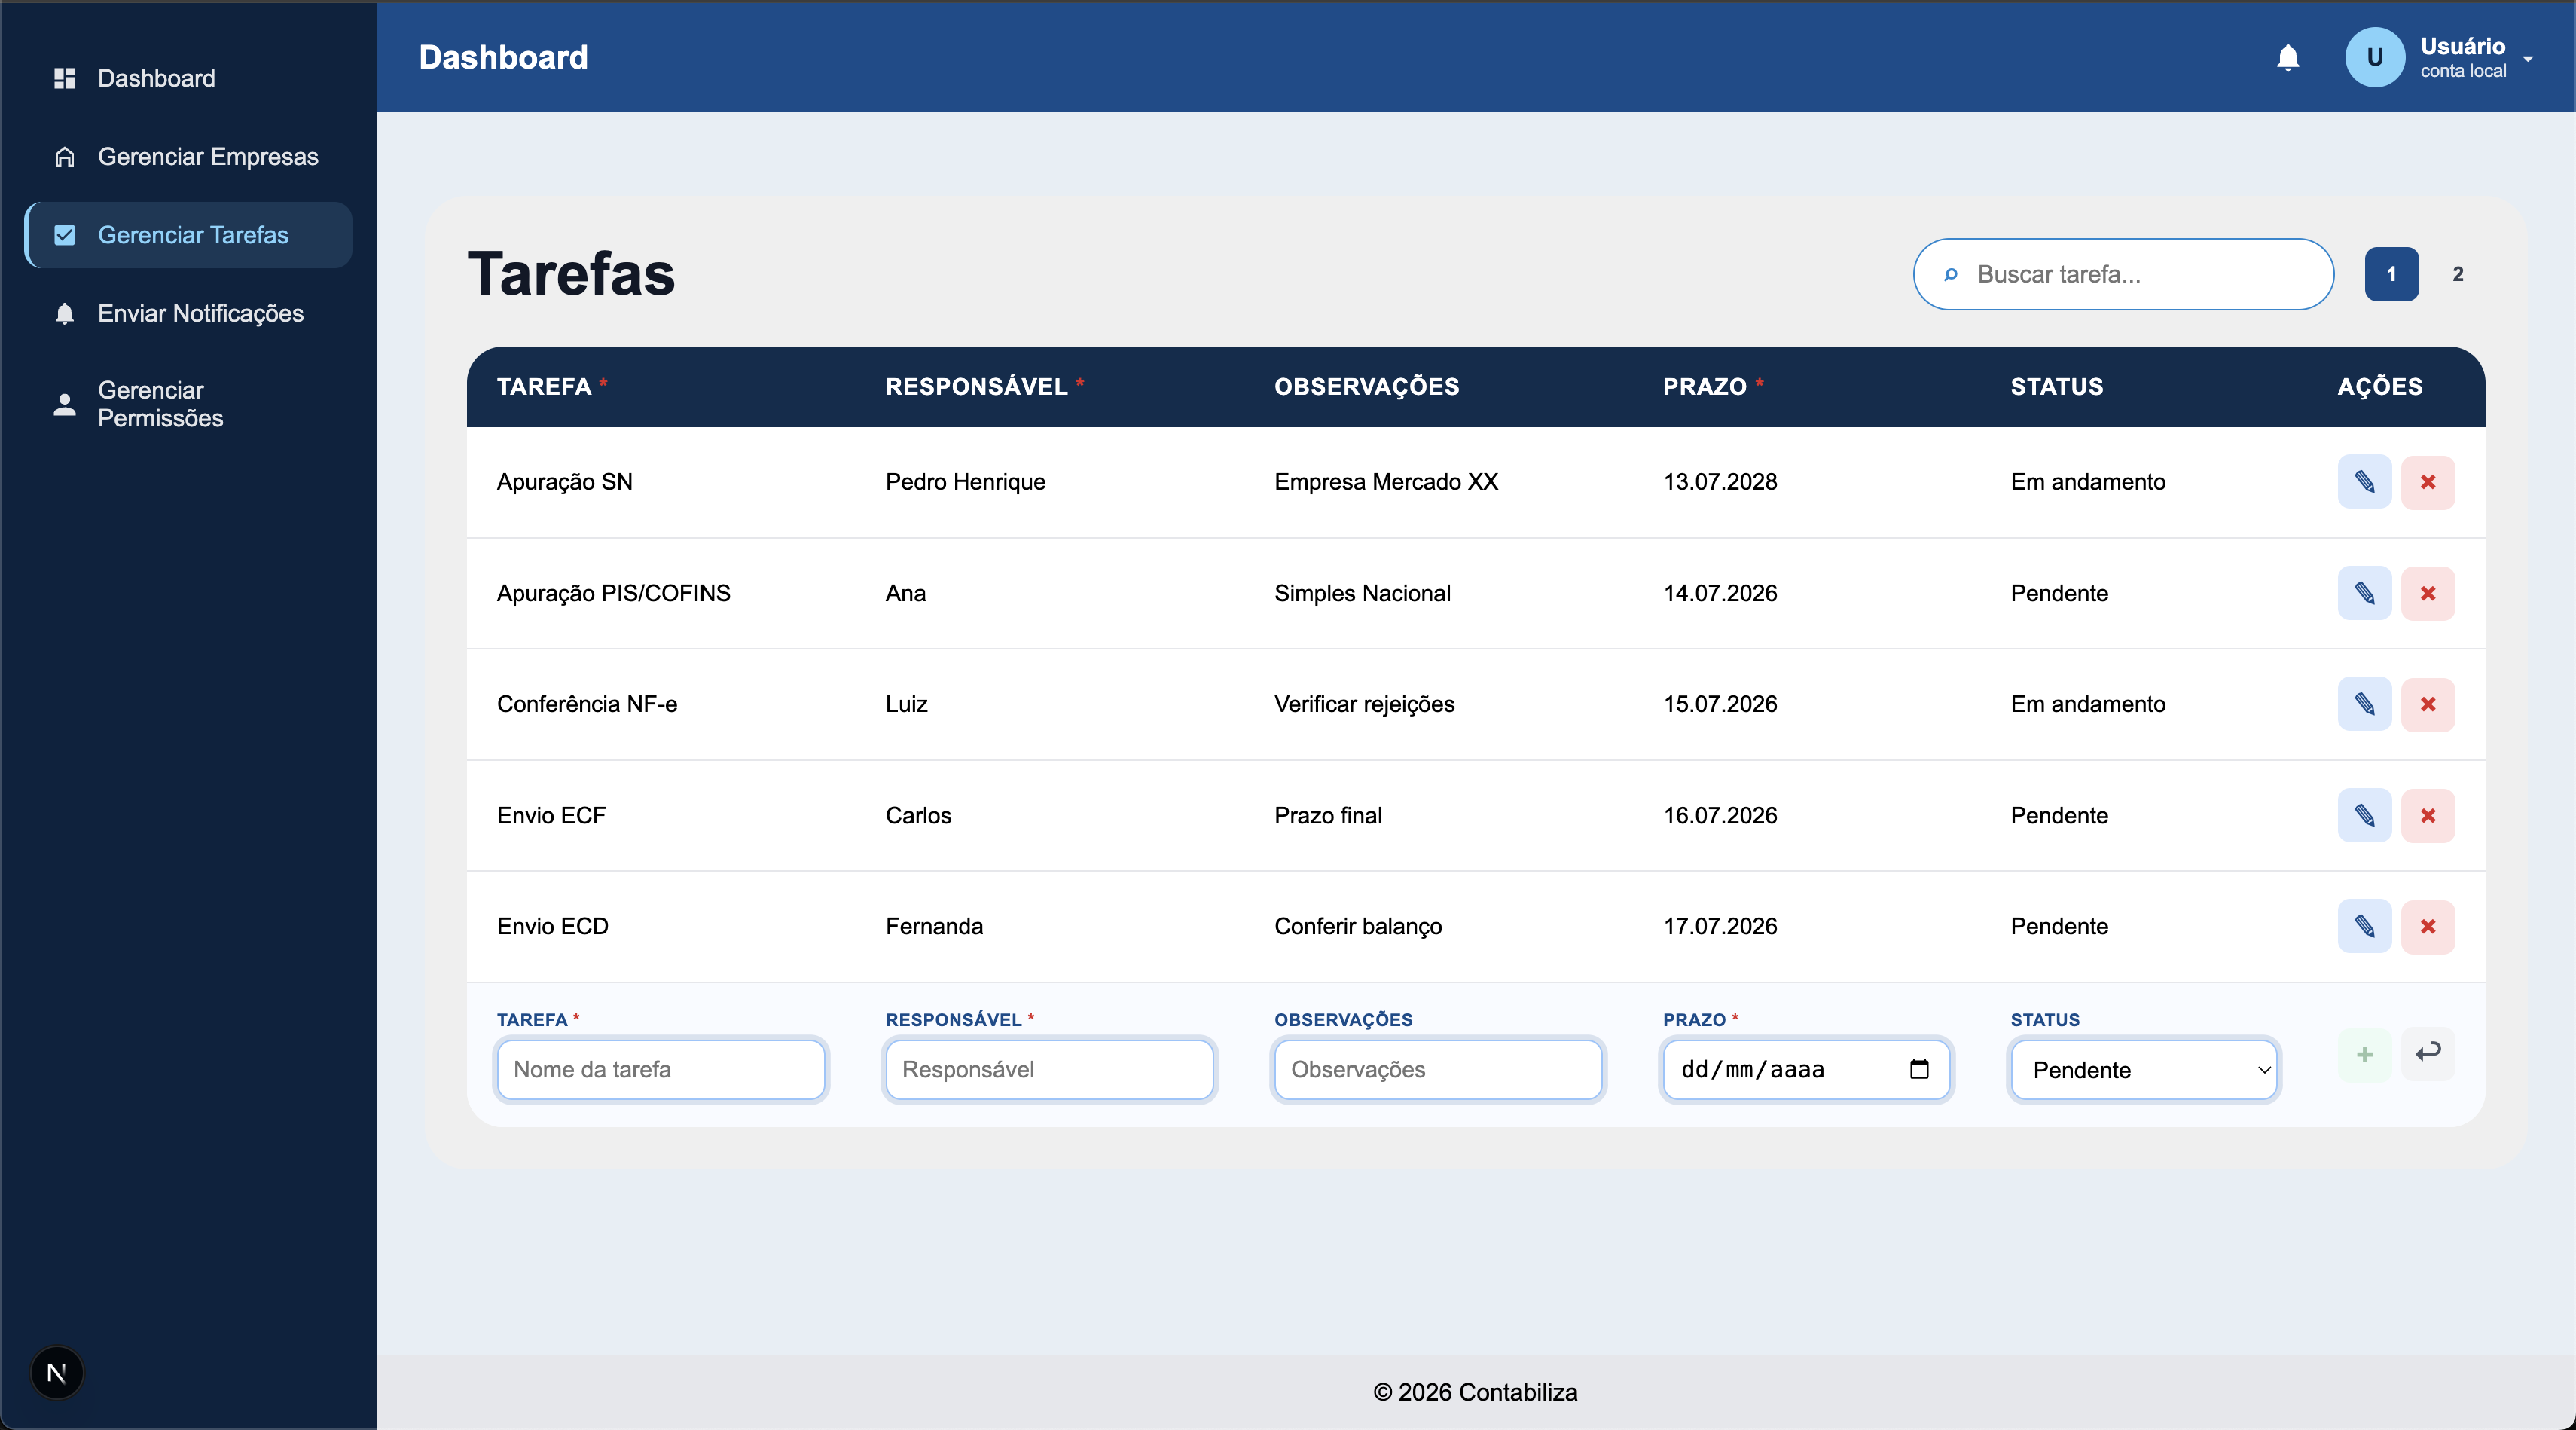 Dashboard
Gerenciar Empresas
Gerenciar Tarefas
Enviar Notificações
Gerenciar
Permissões
N
Dashboard
U
Usuário
conta local
Tarefas
Buscar tarefa...
1 2
TAREFA * RESPONSÁVEL * OBSERVAÇÕES PRAZO * STATUS AÇÕES
Apuração SN Pedro Henrique Empresa Mercado XX 13.07.2028 Em andamento
Apuração PIS/COFINS Ana Simples Nacional 14.07.2026 Pendente
Conferência NF-e Luiz Verificar rejeições 15.07.2026 Em andamento
Envio ECF Carlos Prazo final 16.07.2026 Pendente
Envio ECD Fernanda Conferir balanço 17.07.2026 Pendente
TAREFA * RESPONSÁVEL * OBSERVAÇÕES PRAZO * STATUS
Nome da tarefa Responsável Observações dd/mm/aaaa Pendente
© 2026 Contabiliza